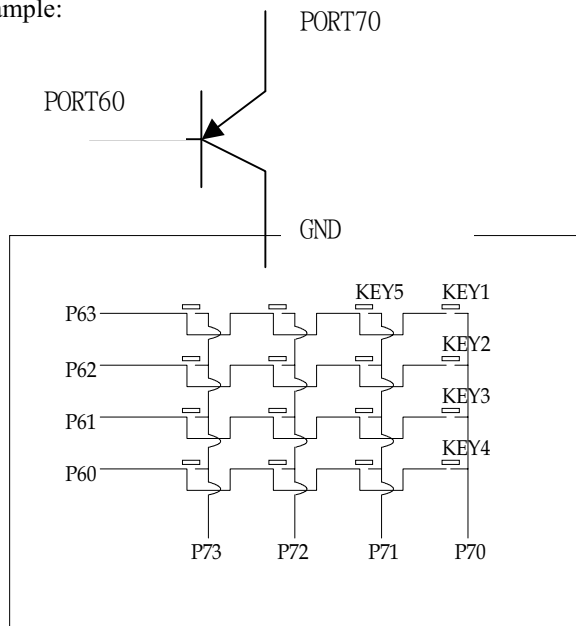 ample:
PORT70
PORT60
GND
KEY5 KEY1
P63
KEY2
P62
KEY3
P61
KEY4
P60
P73 P72 P71 P70